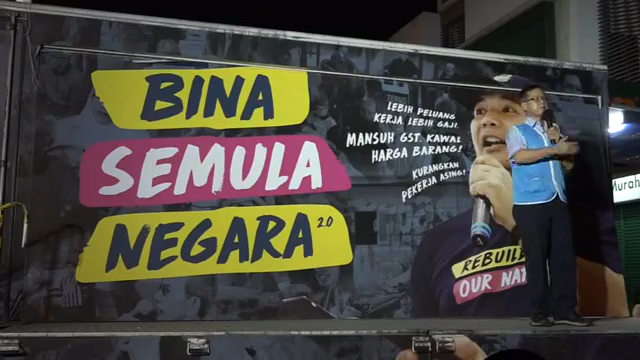 BINA
SEMULA
NEGARA 2.0
LEBIH PELUANG
KERJA, LEBIH GAJI!
MANSUH GST, KAWAL
HARGA BARANG!
KURANGKAN
PEKERJA ASING!
REBUILD
OUR NAT
Murah